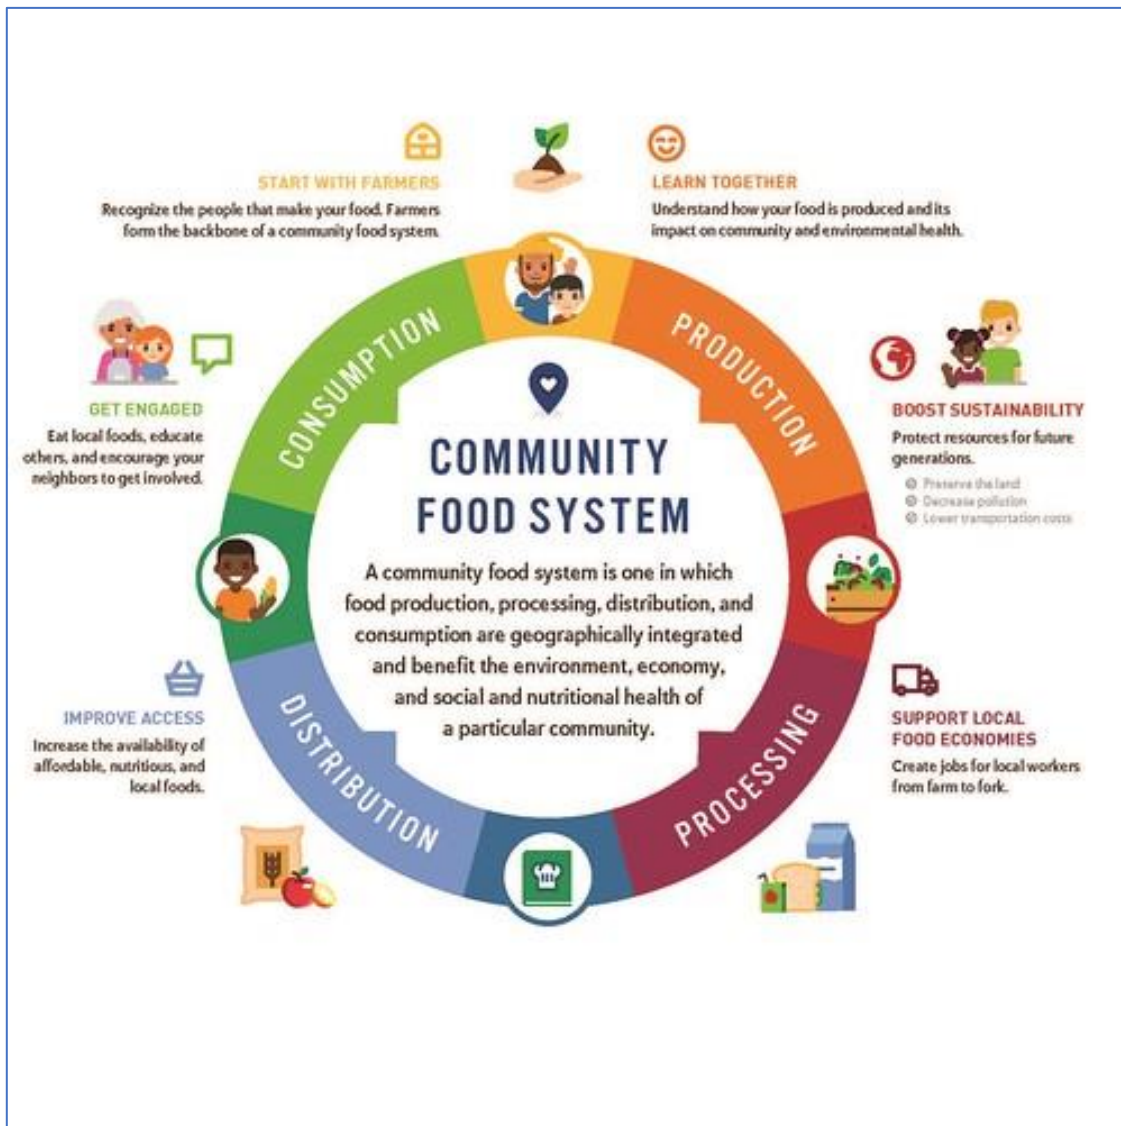 START WITH FARMERS
Recognize the people that make your food. Farmers
form the backbone of a community food system.
LEARN TOGETHER
Understand how your food is produced and its
impact on community and environmental health.
GET ENGAGED
Eat local foods, educate
others, and encourage your
neighbors to get involved.
BOOST SUSTAINABILITY
Protect resources for future
generations.
Preserve the land
Decrease pollution
Lower transportation costs
CONSUMPTION
PRODUCTION
COMMUNITY
FOOD SYSTEM
A community food system is one in which
food production, processing, distribution, and
consumption are geographically integrated
and benefit the environment, economy,
and social and nutritional health of
a particular community.
DISTRIBUTION
PROCESSING
IMPROVE ACCESS
Increase the availability of
affordable, nutritious, and
local foods.
SUPPORT LOCAL
FOOD ECONOMIES
Create jobs for local workers
from farm to fork.